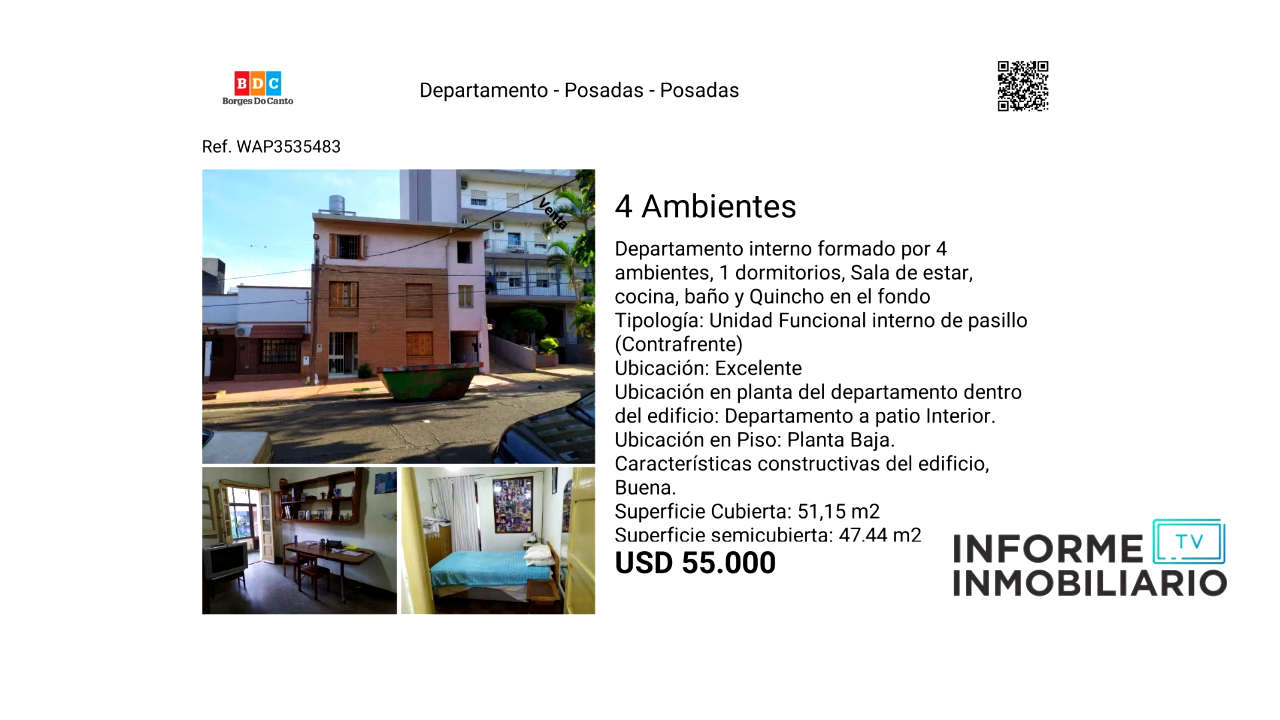 B D C
Borges Do Canto
Departamento - Posadas - Posadas
Ref. WAP3535483
Venta
4 Ambientes
Departamento interno formado por 4
ambientes, 1 dormitorios, Sala de estar,
cocina, baño y Quincho en el fondo
Tipología: Unidad Funcional interno de pasillo
(Contrafrente)
Ubicación: Excelente
Ubicación en planta del departamento dentro
del edificio: Departamento a patio Interior.
Ubicación en Piso: Planta Baja.
Características constructivas del edificio,
Buena.
Superficie Cubierta: 51,15 m2
Superficie semicubierta: 47.44 m2
USD 55.000
INFORME TV
INMOBILIARIO